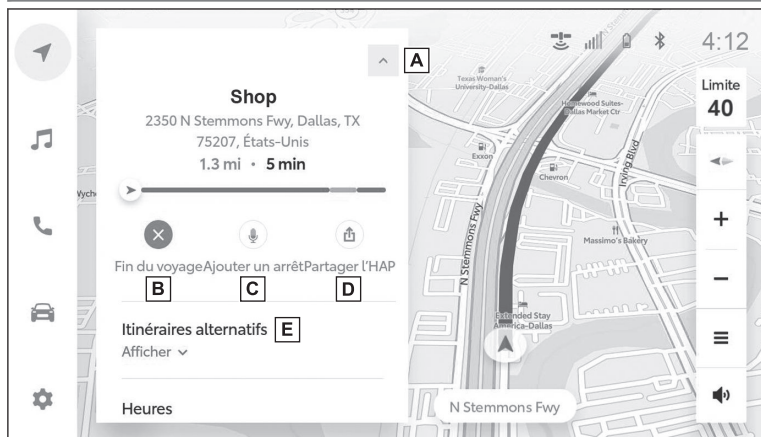 4:12
A
Shop
2350 N Stemmons Fwy, Dallas, TX
75207, États-Unis
1.3 mi • 5 min
Fin du voyage
Ajouter un arrêt
Partager l'HAP
B
C
D
Itinéraires alternatifs
E
Afficher
Heures
Texas Woman's
University-Dallas
Homewood Suites-
Dallas Market Ctr
Exxon
Chevron
Irving Blvd
Massimo's Bakery
N Stemmons Fwy
Extended Stay
America-Dallas
N Stemmons Fwy
Limite
40